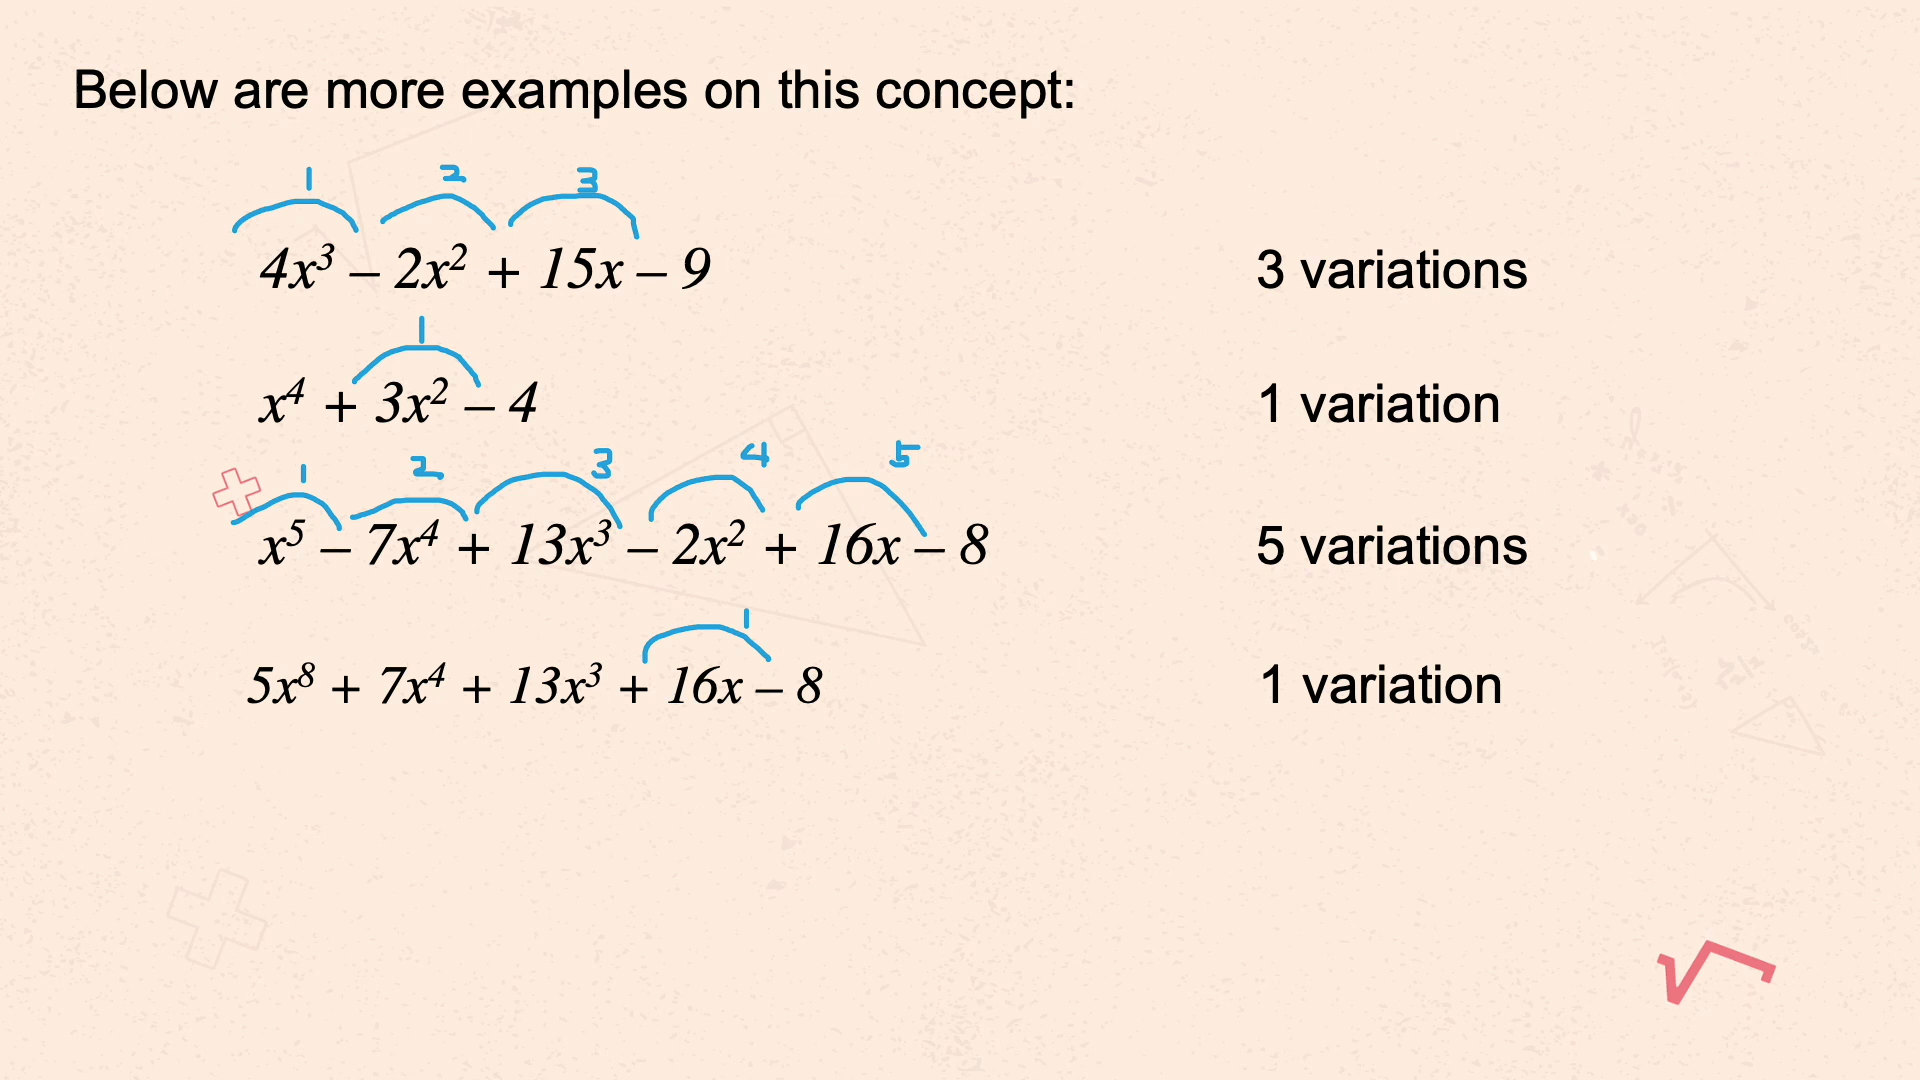 Below are more examples on this concept:
1 2 3
4x³ – 2x² + 15x – 9 3 variations
1
x⁴ + 3x² – 4 1 variation
1 2 3 4 5
x⁵ – 7x⁴ + 13x³ – 2x² + 16x – 8 5 variations
1
5x⁸ + 7x⁴ + 13x³ + 16x – 8 1 variation